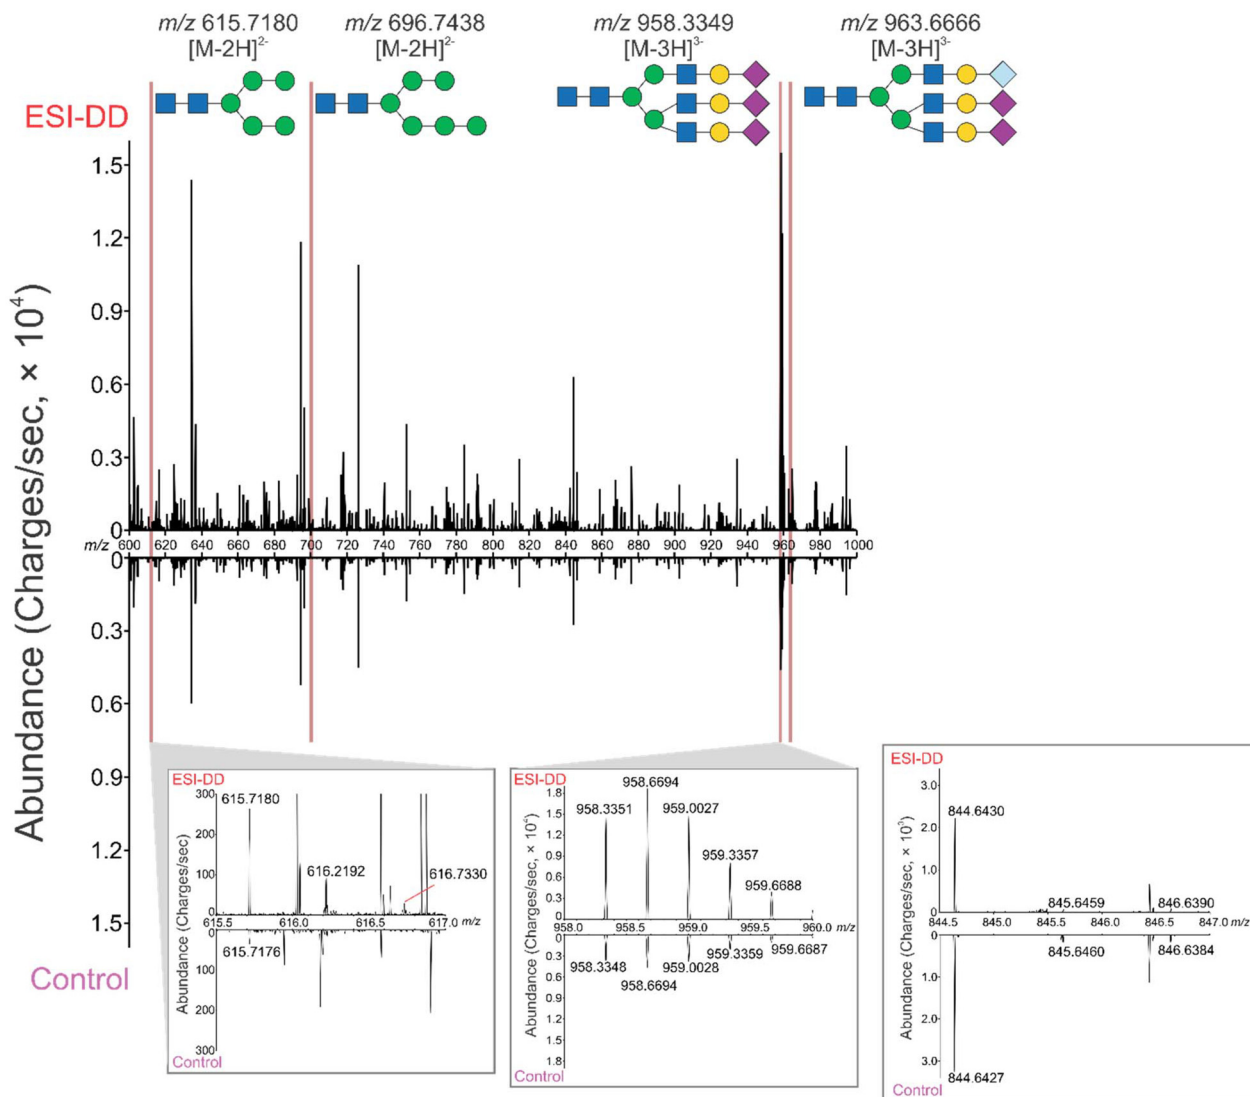 m/z 615.7180
[M-2H]²⁻
m/z 696.7438
[M-2H]²⁻
m/z 958.3349
[M-3H]³⁻
m/z 963.6666
[M-3H]³⁻
ESI-DD
Abundance (Charges/sec, × 10⁴)
1.5
1.2
0.9
0.6
0.3
0
m/z 600 620 640 660 680 700 720 740 760 780 800 820 840 860 880 900 920 940 960 980 1000
0
0.3
0.6
0.9
1.2
1.5
Control
ESI-DD
Abundance (Charges/sec)
300
200
100
0
615.7180
616.2192
616.7330
615.5 616.0 616.5 617.0 m/z
0
100
200
300
615.7176
Control
ESI-DD
Abundance (Charges/sec, × 10⁴)
1.8
1.5
1.2
0.9
0.6
0.3
0
958.3351
958.6694
959.0027
959.3357
959.6688
958.0 958.5 959.0 959.5 960.0 m/z
0
0.3
0.6
0.9
1.2
1.5
1.8
958.3348
958.6694
959.0028
959.3359
959.6687
Control
ESI-DD
Abundance (Charges/sec, × 10³)
3.0
2.0
1.0
0
844.6430
845.6459
846.6390
844.5 845.0 845.5 846.0 846.5 847.0 m/z
0
1.0
2.0
3.0
845.6460
846.6384
844.6427
Control